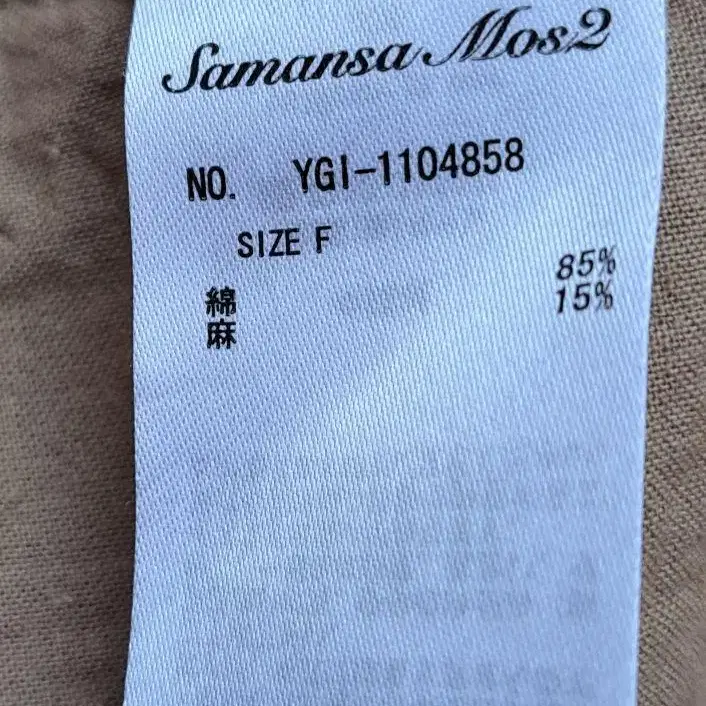 Samansa Mos2
NO. YGI-1104858
SIZE F
綿 85%
麻 15%